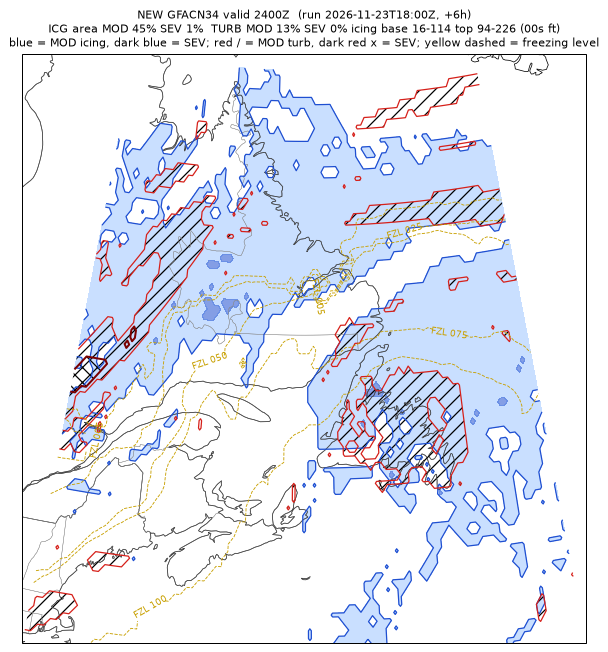 NEW GFACN34 valid 2400Z  (run 2026-11-23T18:00Z, +6h)
ICG area MOD 45% SEV 1%  TURB MOD 13% SEV 0% icing base 16-114 top 94-226 (00s ft)
blue = MOD icing, dark blue = SEV; red / = MOD turb, dark red x = SEV; yellow dashed = freezing level
FZL 075
FZL 050
FZL 100